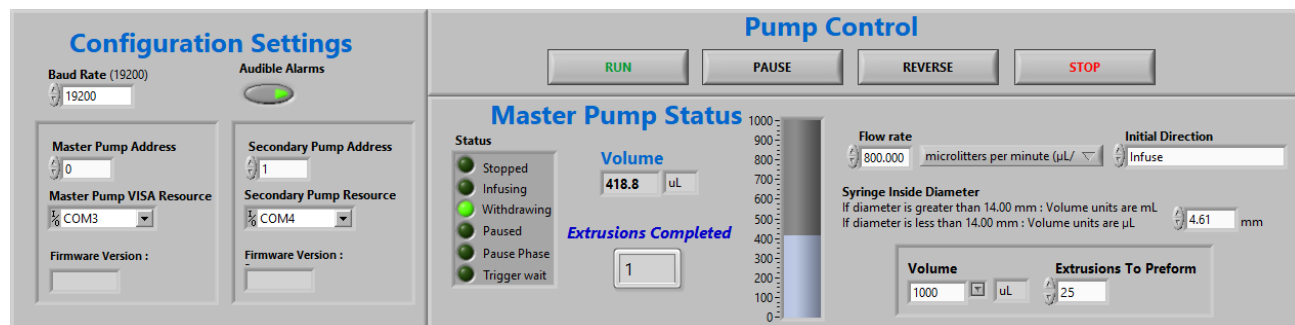 Configuration Settings
Baud Rate (19200)
Audible Alarms
19200
Master Pump Address
0
Master Pump VISA Resource
COM3
Firmware Version :
Secondary Pump Address
1
Secondary Pump Resource
COM4
Firmware Version :
Pump Control
RUN
PAUSE
REVERSE
STOP
Master Pump Status
Status
Stopped
Infusing
Withdrawing
Paused
Pause Phase
Trigger wait
Volume
418.8 uL
Extrusions Completed
1
1000
900
800
700
600
500
400
300
200
100
0
Flow rate
800.000 microlitters per minute (µL/
Initial Direction
Infuse
Syringe Inside Diameter
If diameter is greater than 14.00 mm : Volume units are mL
If diameter is less than 14.00 mm : Volume units are µL
4.61 mm
Volume
1000 uL
Extrusions To Preform
25